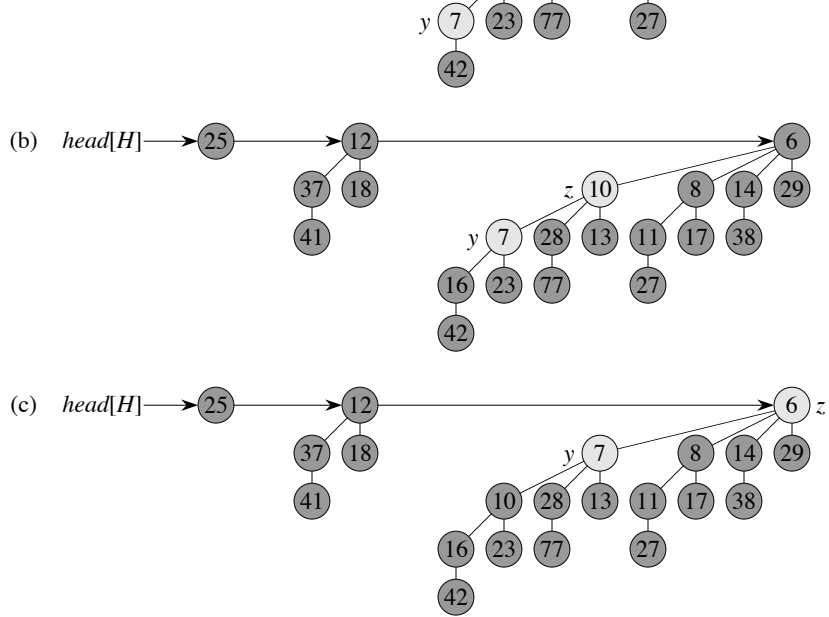 y 7 23 77 27
42
(b) head[H] 25 12 6
37 18 z 10 8 14 29
41 y 7 28 13 11 17 38
16 23 77 27
42
(c) head[H] 25 12 6 z
37 18 y 7 8 14 29
41 10 28 13 11 17 38
16 23 77 27
42